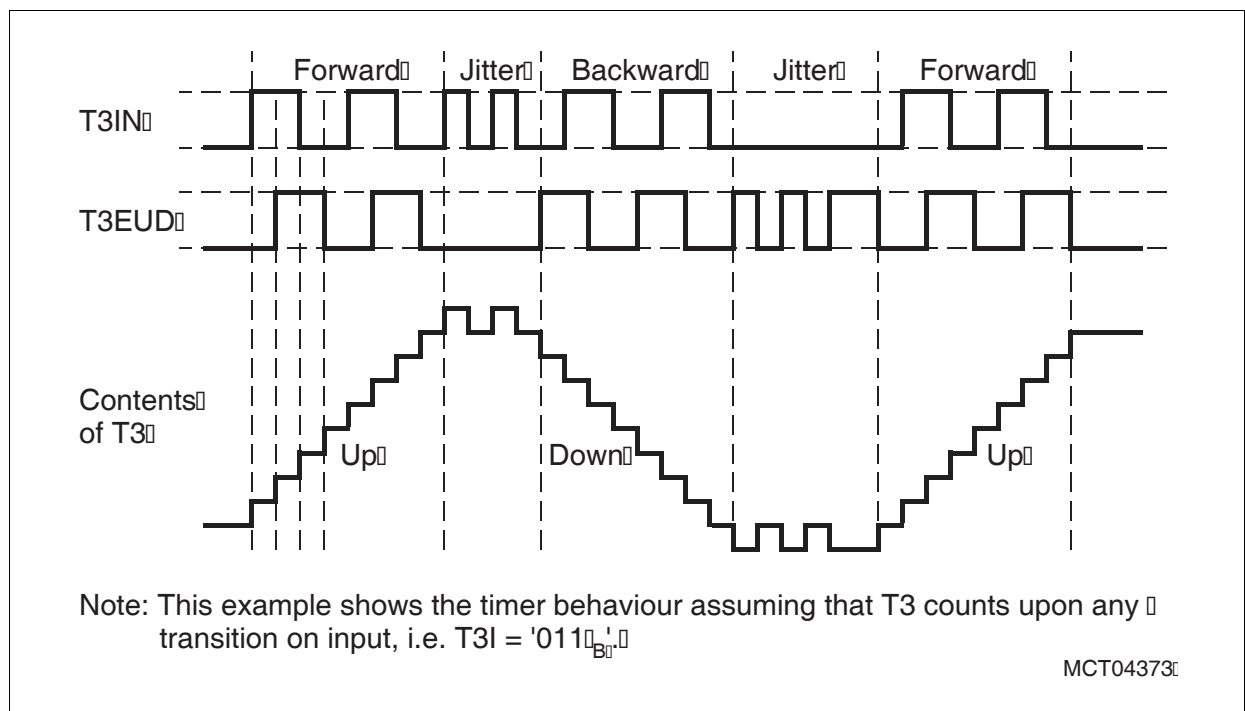 Forward Jitter Backward Jitter Forward
T3IN
T3EUD
Contents
of T3
Up Down Up
Note: This example shows the timer behaviour assuming that T3 counts upon any
transition on input, i.e. T3I = '011B'.
MCT04373